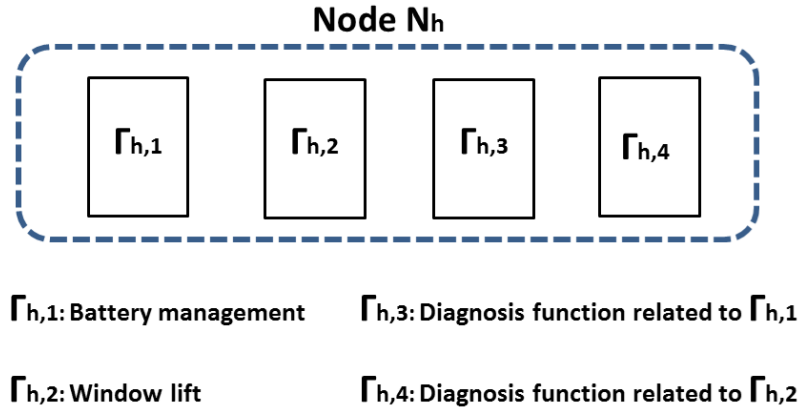 Node Nh
Γh,1 Γh,2 Γh,3 Γh,4
Γh,1: Battery management Γh,3: Diagnosis function related to Γh,1
Γh,2: Window lift Γh,4: Diagnosis function related to Γh,2